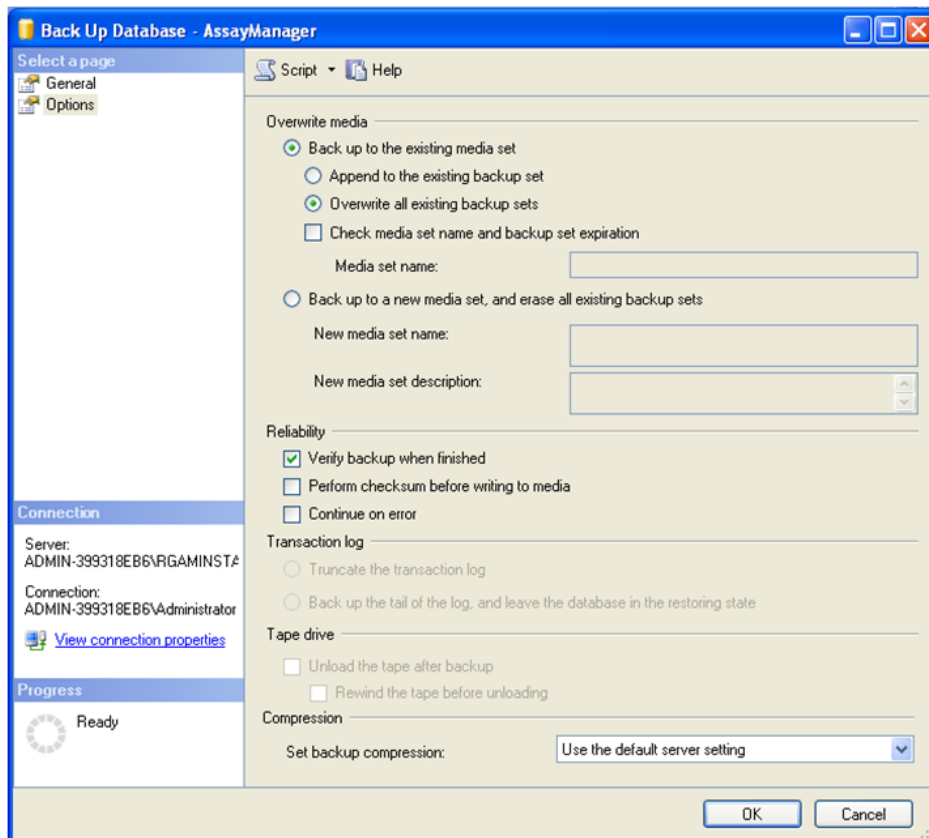 Back Up Database - AssayManager
Select a page
General
Options
Script
Help
Overwrite media
Back up to the existing media set
Append to the existing backup set
Overwrite all existing backup sets
Check media set name and backup set expiration
Media set name:
Back up to a new media set, and erase all existing backup sets
New media set name:
New media set description:
Reliability
Verify backup when finished
Perform checksum before writing to media
Continue on error
Transaction log
Truncate the transaction log
Back up the tail of the log, and leave the database in the restoring state
Tape drive
Unload the tape after backup
Rewind the tape before unloading
Compression
Set backup compression:
Use the default server setting
Connection
Server:
ADMIN-399318EB6\RGAMINSTA
Connection:
ADMIN-399318EB6\Administrator
View connection properties
Progress
Ready
OK
Cancel